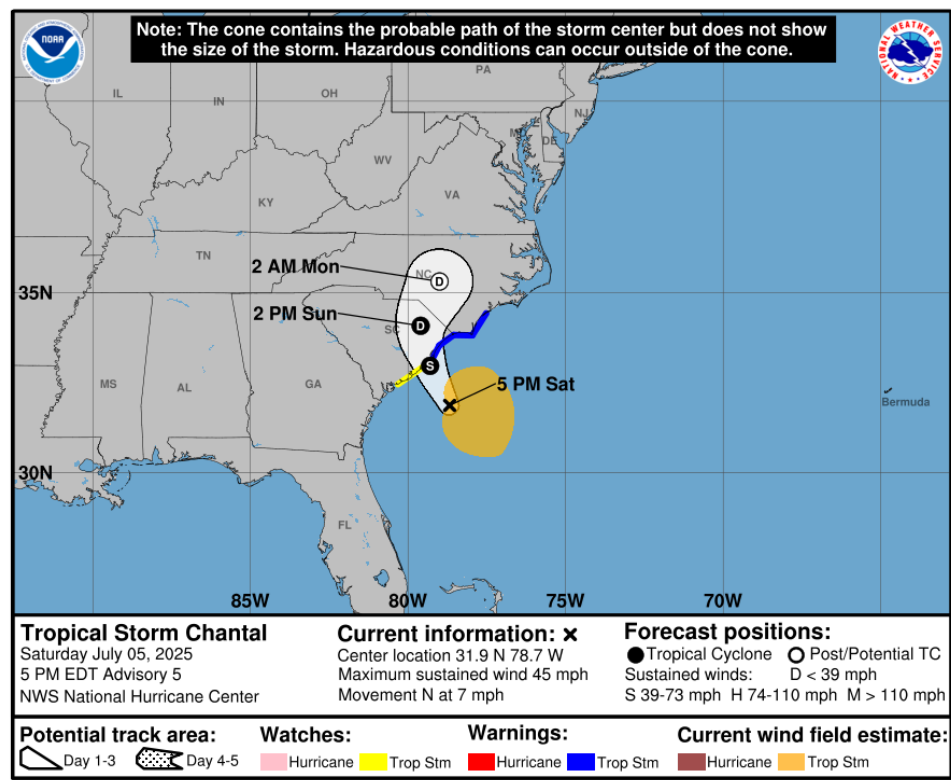 Note: The cone contains the probable path of the storm center but does not show
the size of the storm. Hazardous conditions can occur outside of the cone.
NOAA
NATIONAL WEATHER SERVICE
PA
IL
IN
OH
NJ
DE
WV
VA
KY
TN
2 AM Mon
NC
D
35N
2 PM Sun
D
SC
S
MS
AL
GA
5 PM Sat
Bermuda
30N
FL
85W
80W
75W
70W
Tropical Storm Chantal
Saturday July 05, 2025
5 PM EDT Advisory 5
NWS National Hurricane Center
Current information:
Center location 31.9 N 78.7 W
Maximum sustained wind 45 mph
Movement N at 7 mph
Forecast positions:
Tropical Cyclone Post/Potential TC
Sustained winds: D < 39 mph
S 39-73 mph H 74-110 mph M > 110 mph
Potential track area:
Day 1-3 Day 4-5
Watches:
Hurricane Trop Stm
Warnings:
Hurricane Trop Stm
Current wind field estimate:
Hurricane Trop Stm